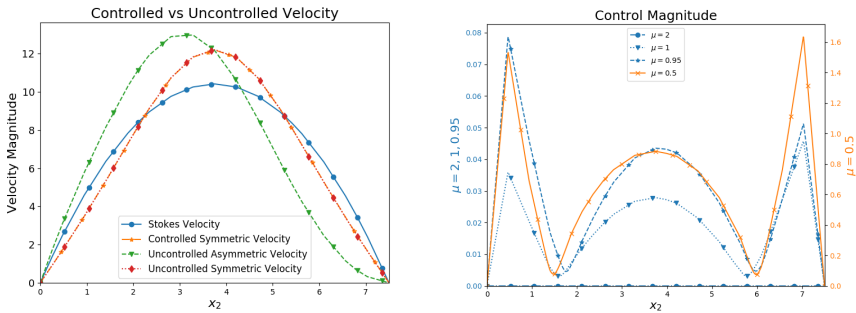 Controlled vs Uncontrolled Velocity
Velocity Magnitude
12
10
8
6
4
2
0
Stokes Velocity
Controlled Symmetric Velocity
Uncontrolled Asymmetric Velocity
Uncontrolled Symmetric Velocity
0 1 2 3 4 5 6 7
x₂
Control Magnitude
μ = 2, 1, 0.95
0.08
0.07
0.06
0.05
0.04
0.03
0.02
0.01
0.00
μ = 2
μ = 1
μ = 0.95
μ = 0.5
1.6
1.4
1.2
1.0
0.8
0.6
0.4
0.2
0.0
μ = 0.5
0 1 2 3 4 5 6 7
x₂